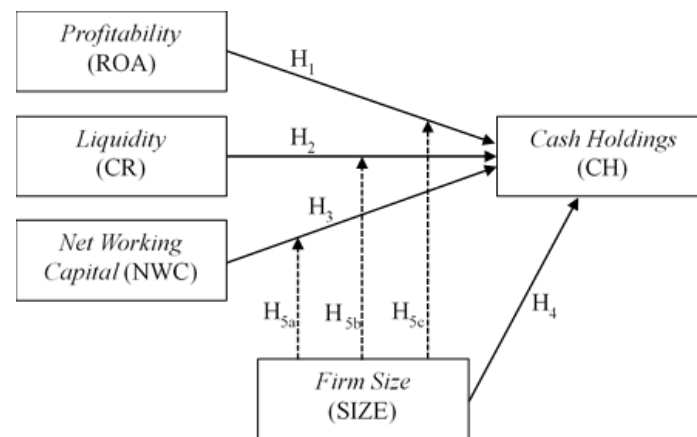 Profitability
(ROA)
H1
Liquidity
(CR)
H2
Cash Holdings
(CH)
H3
Net Working
Capital (NWC)
H5a
H5b
H5c
H4
Firm Size
(SIZE)